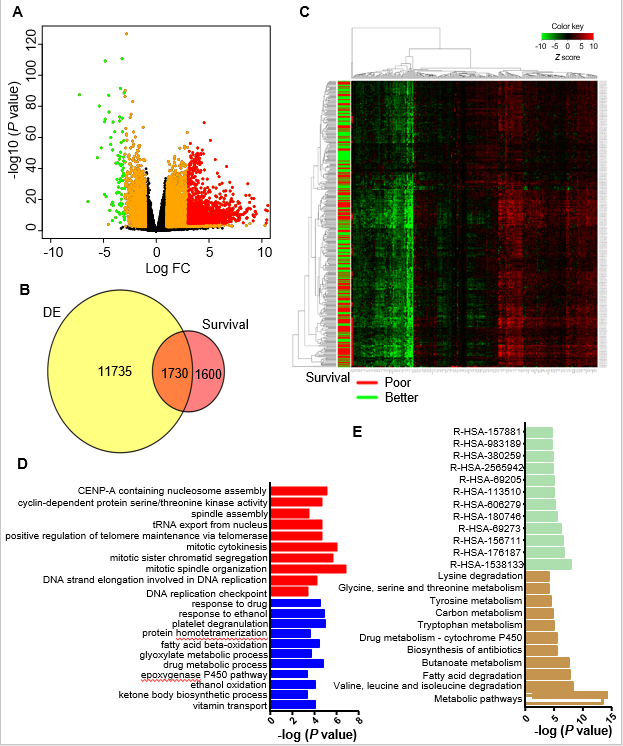 A
-log10 (P value)
120
100
80
60
40
20
0
-10
-5
0
5
10
Log FC
B
DE
Survival
11735
1730
1600
C
Color key
-10
-5
0
5
10
Z score
Survival
Poor
Better
D
CENP-A containing nucleosome assembly
cyclin-dependent protein serine/threonine kinase activity
spindle assembly
tRNA export from nucleus
positive regulation of telomere maintenance via telomerase
mitotic cytokinesis
mitotic sister chromatid segregation
mitotic spindle organization
DNA strand elongation involved in DNA replication
DNA replication checkpoint
response to drug
response to ethanol
platelet degranulation
protein homotetramerization
fatty acid beta-oxidation
glyoxylate metabolic process
drug metabolic process
epoxygenase P450 pathway
ethanol oxidation
ketone body biosynthetic process
vitamin transport
0 2 4 6 8
-log (P value)
E
R-HSA-157881
R-HSA-983189
R-HSA-380259
R-HSA-2565942
R-HSA-69205
R-HSA-113510
R-HSA-606279
R-HSA-180746
R-HSA-69273
R-HSA-156711
R-HSA-176187
R-HSA-1538133
Lysine degradation
Glycine, serine and threonine metabolism
Tyrosine metabolism
Carbon metabolism
Tryptophan metabolism
Drug metabolism - cytochrome P450
Biosynthesis of antibiotics
Butanoate metabolism
Fatty acid degradation
Valine, leucine and isoleucine degradation
Metabolic pathways
0 5 10 15
-log (P value)